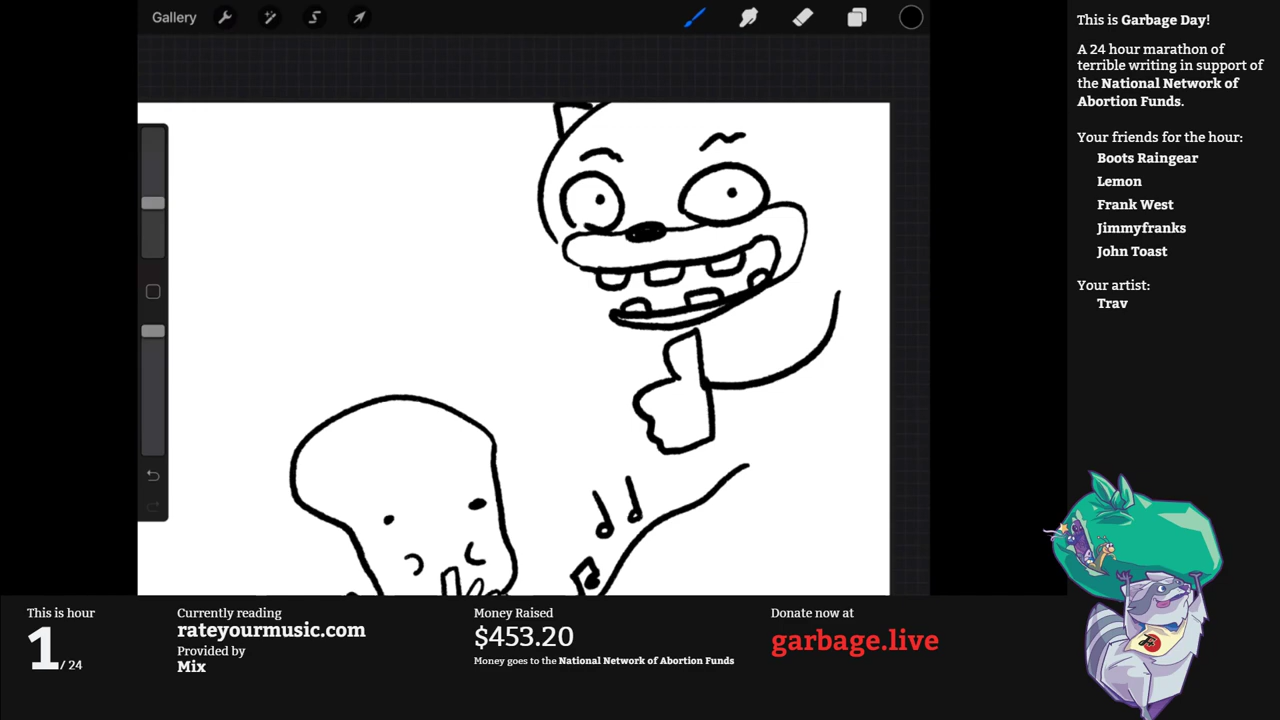 Gallery
This is Garbage Day!
A 24 hour marathon of
terrible writing in support of
the National Network of
Abortion Funds.
Your friends for the hour:
Boots Raingear
Lemon
Frank West
Jimmyfranks
John Toast
Your artist:
Trav
This is hour
1 / 24
Currently reading
rateyourmusic.com
Provided by
Mix
Money Raised
$453.20
Money goes to the National Network of Abortion Funds
Donate now at
garbage.live